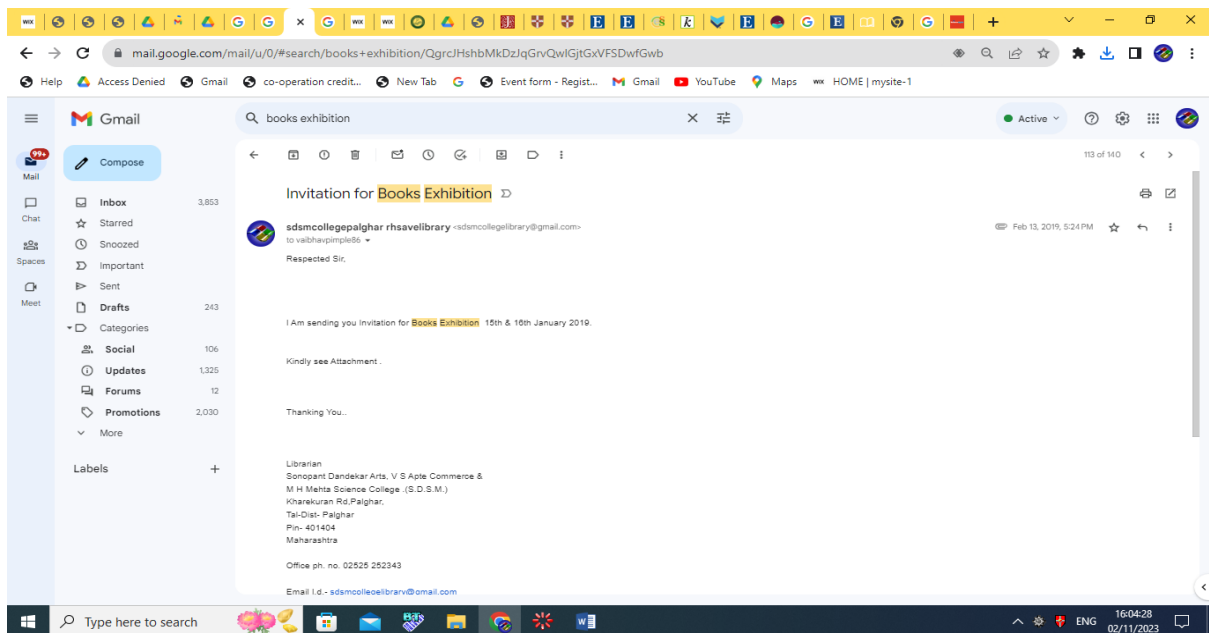 mail.google.com/mail/u/0/#search/books+exhibition/QgrcJHshbMkDzJqGrvQwlGjtGxVFSDwfGwb
Help Access Denied Gmail co-operation credit... New Tab Event form - Regist... Gmail YouTube Maps HOME | mysite-1
Gmail
books exhibition
Active
99+
Mail
Chat
Spaces
Meet
Compose
Inbox 3,853
Starred
Snoozed
Important
Sent
Drafts 243
Categories
Social 106
Updates 1,325
Forums 12
Promotions 2,030
More
Labels
113 of 140
Invitation for Books Exhibition
sdsmcollegepalghar rhsavelibrary <sdsmcollegelibrary@gmail.com>
Feb 13, 2019, 5:24 PM
to vaibhavpimple86
Respected Sir,
I Am sending you Invitation for Books Exhibition 15th & 16th January 2019.
Kindly see Attachment .
Thanking You..
Librarian
Sonopant Dandekar Arts, V S Apte Commerce &
M H Mehta Science College .(S.D.S.M.)
Kharekuran Rd,Palghar,
Tal-Dist- Palghar
Pin- 401404
Maharashtra
Office ph. no. 02525 252343
Email I.d.- sdsmcollegelibrary@gmail.com
Type here to search
ENG
16:04:28
02/11/2023